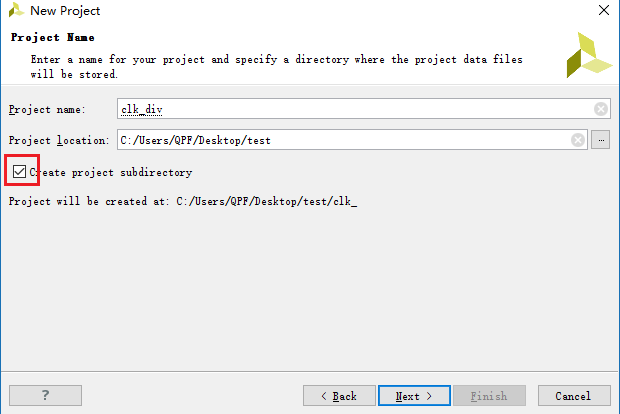 New Project
Project Name
Enter a name for your project and specify a directory where the project data files
will be stored.
Project name: clk_div
Project location: C:/Users/QPF/Desktop/test ...
Create project subdirectory
Project will be created at: C:/Users/QPF/Desktop/test/clk_
? < Back Next > Finish Cancel